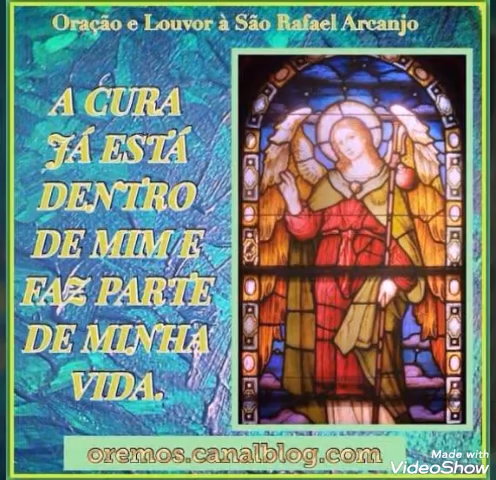 Oração e Louvor à São Rafael Arcanjo
A CURA
JÁ ESTÁ
DENTRO
DE MIM E
FAZ PARTE
DE MINHA
VIDA.
oremos.canalblog.com
Made with
VideoShow